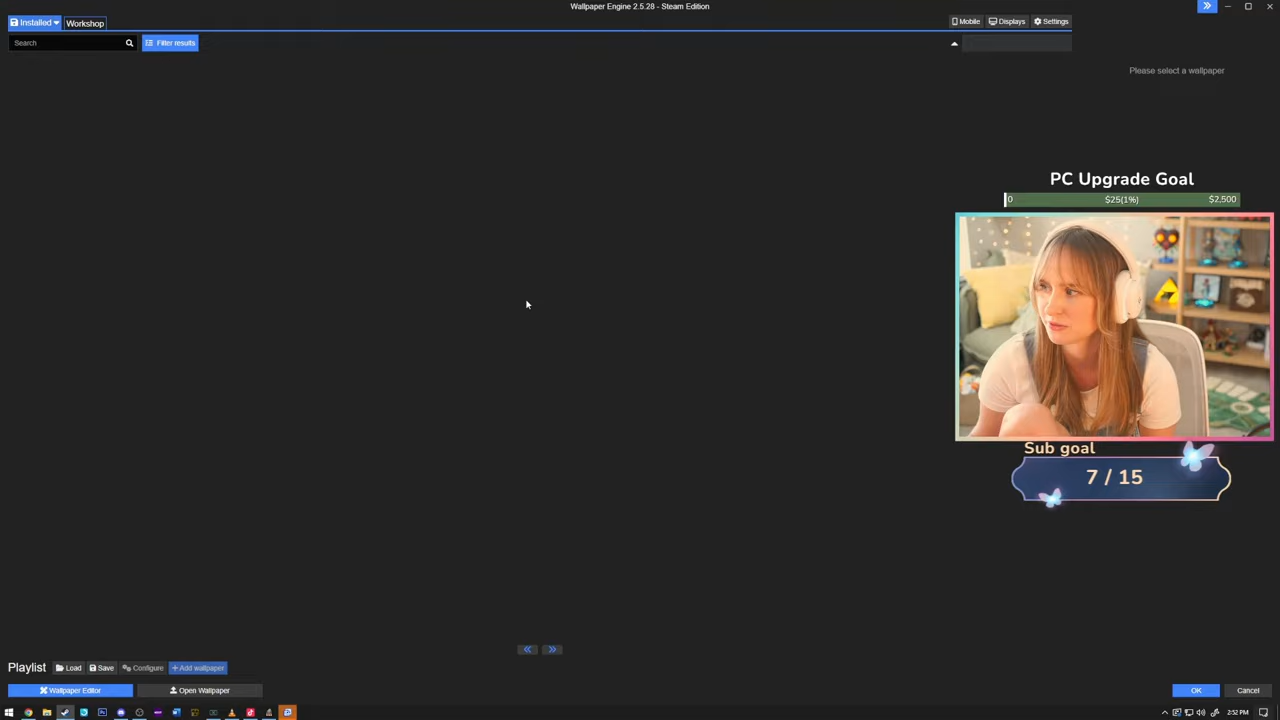 Wallpaper Engine 2.5.28 - Steam Edition
Installed Workshop
Mobile Displays Settings
Search Filter results
Please select a wallpaper
PC Upgrade Goal
0 $25(1%) $2,500
Sub goal
7 / 15
Playlist Load Save Configure + Add wallpaper
Wallpaper Editor Open Wallpaper
OK Cancel
2:52 PM